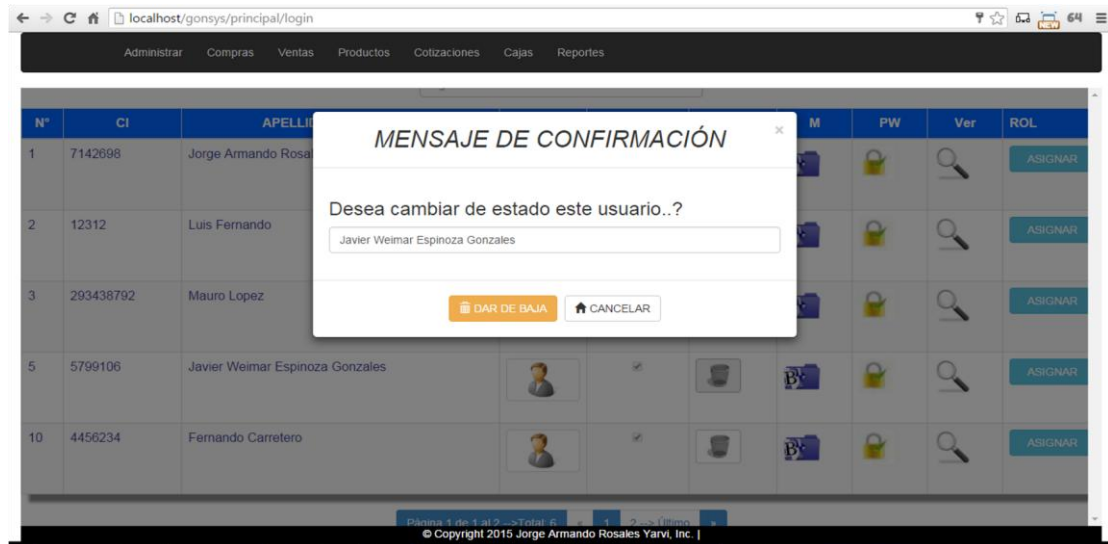 localhost/gonsys/principal/login
64
Administrar Compras Ventas Productos Cotizaciones Cajas Reportes
N° CI M PW Ver ROL
MENSAJE DE CONFIRMACIÓN ×
Desea cambiar de estado este usuario..?
Javier Weimar Espinoza Gonzales
DAR DE BAJA CANCELAR
1 7142698 Jorge Armando ASIGNAR
2 12312 Luis Fernando ASIGNAR
3 293438792 Mauro Lopez ASIGNAR
5 5799106 Javier Weimar Espinoza Gonzales ASIGNAR
10 4456234 Fernando Carretero ASIGNAR
Página 1 de 1 al 2 -->Total: 6 « 1 2 --> Último »
© Copyright 2015 Jorge Armando Rosales Yarvi, Inc. |